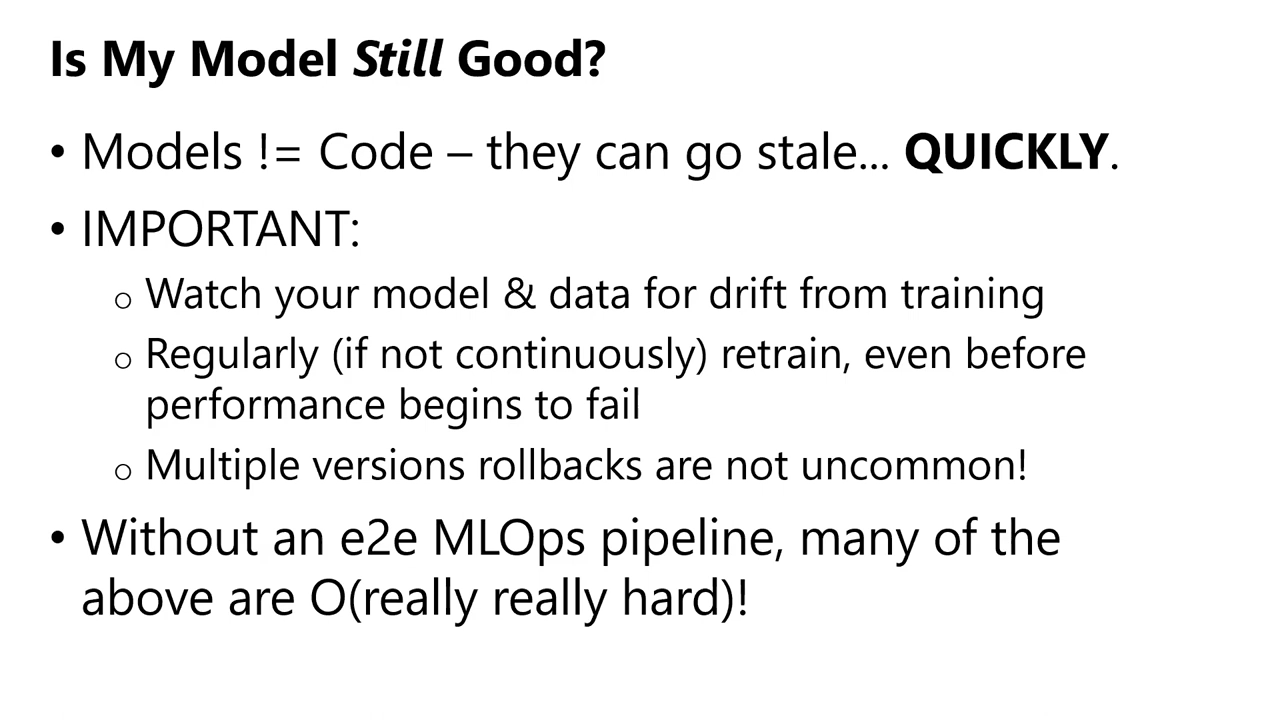 Is My Model Still Good?
• Models != Code – they can go stale... QUICKLY.
• IMPORTANT:
o Watch your model & data for drift from training
o Regularly (if not continuously) retrain, even before
performance begins to fail
o Multiple versions rollbacks are not uncommon!
• Without an e2e MLOps pipeline, many of the
above are O(really really hard)!